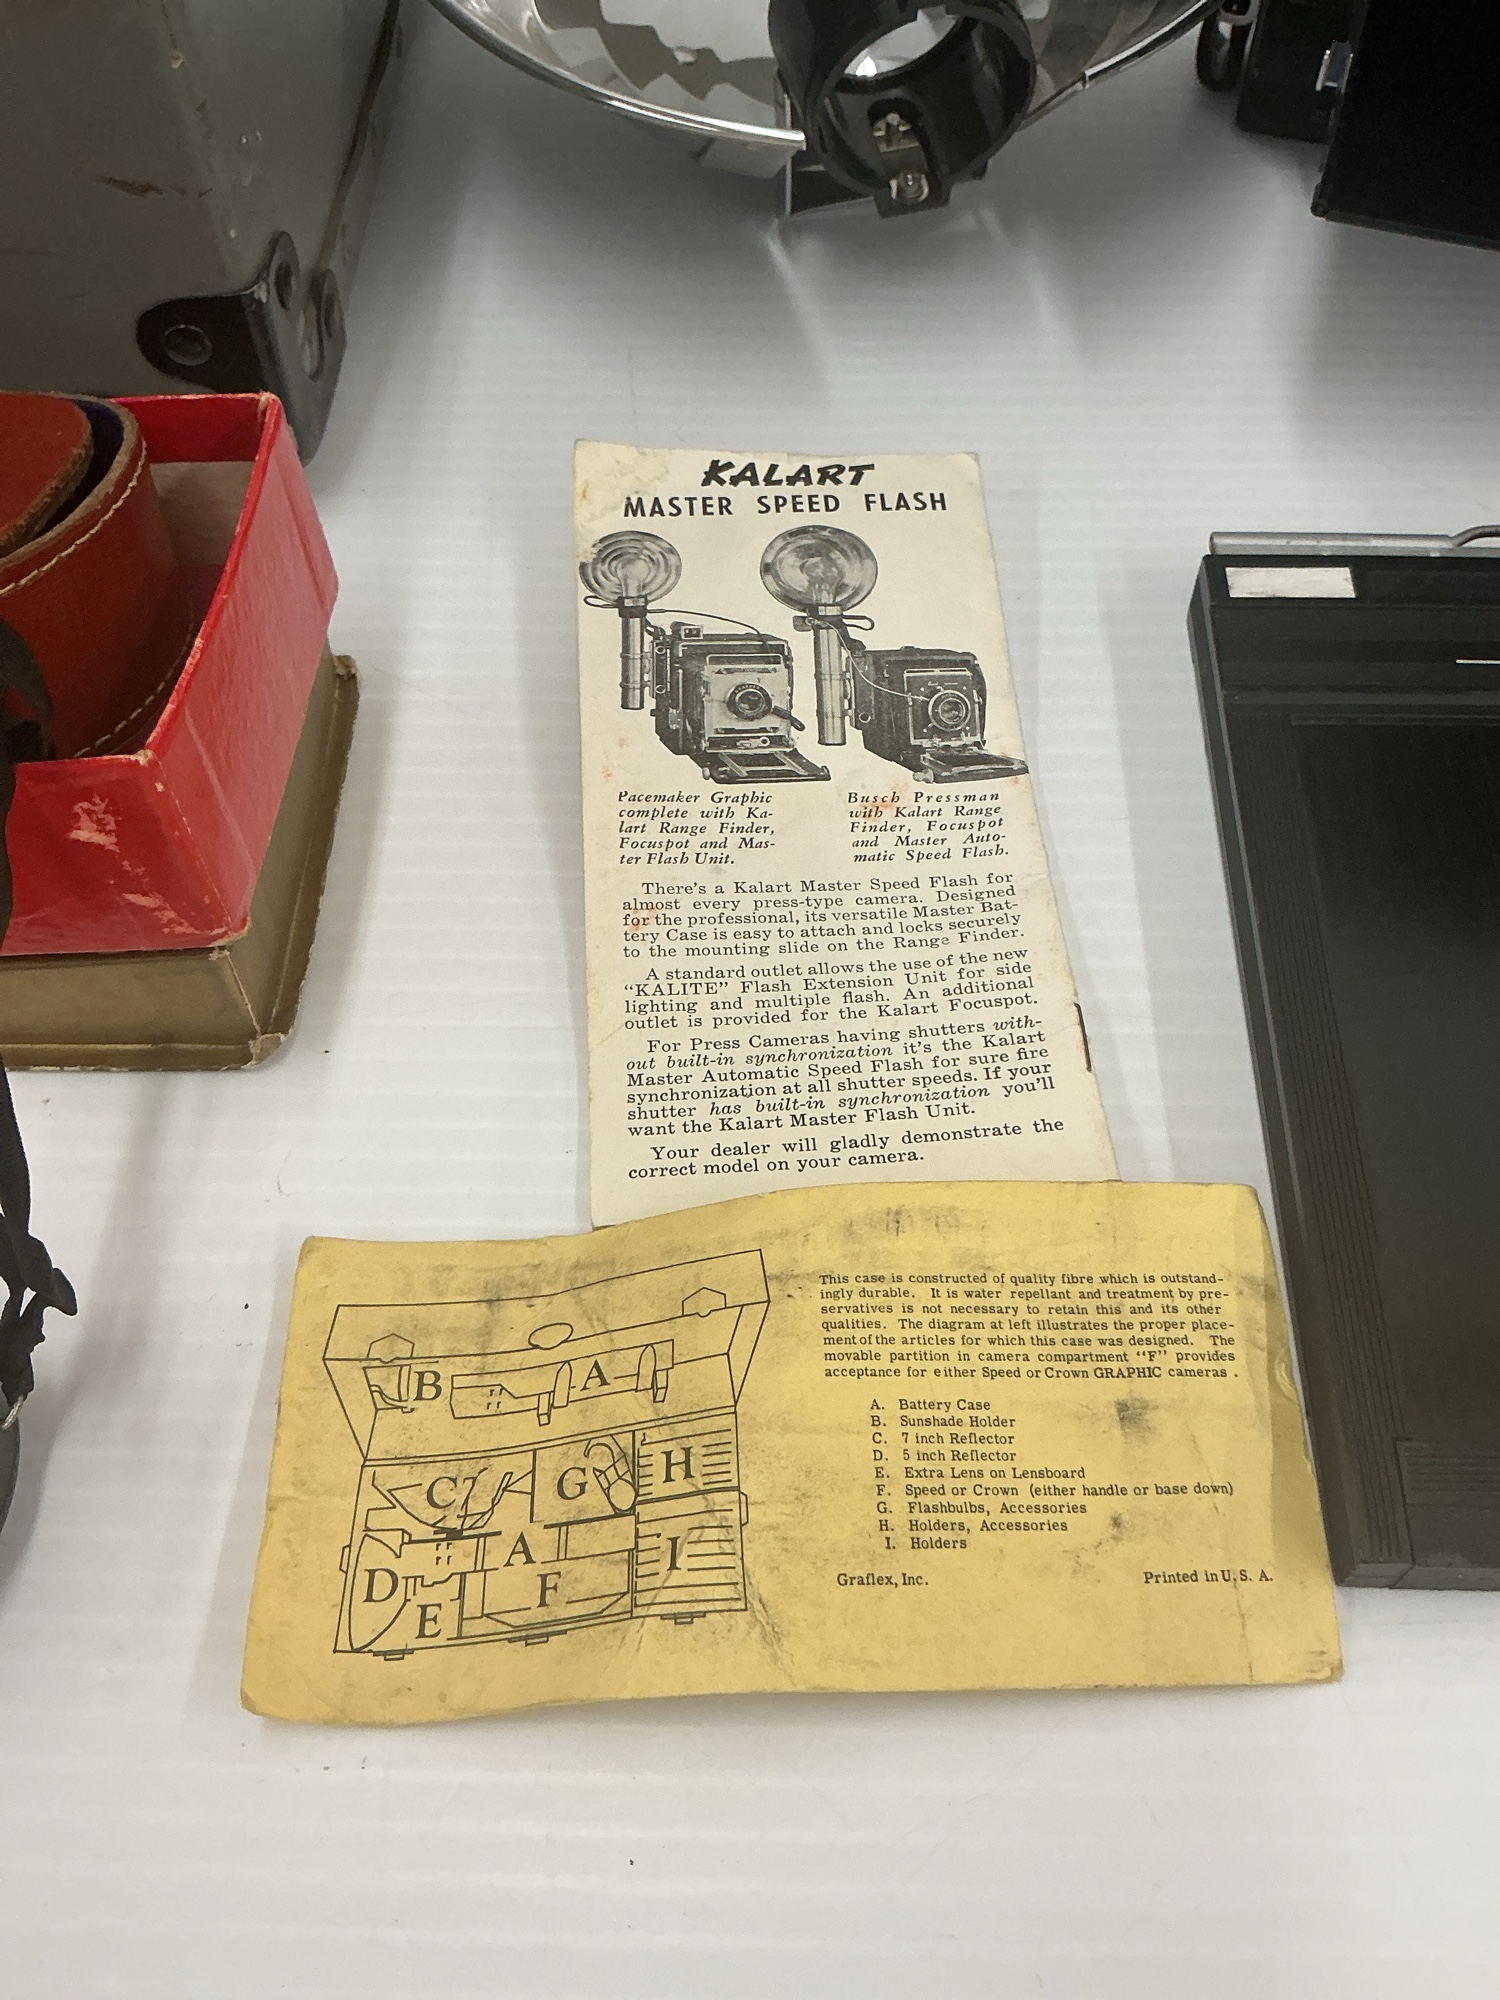 KALART
MASTER SPEED FLASH
Pacemaker Graphic
complete with Ka-
lart Range Finder,
Focuspot and Mas-
ter Flash Unit.
Busch Pressman
with Kalart Range
Finder, Focuspot
and Master Auto-
matic Speed Flash.
There's a Kalart Master Speed Flash for
almost every press-type camera. Designed
for the professional, its versatile Master Bat-
tery Case is easy to attach and locks securely
to the mounting slide on the Range Finder.
A standard outlet allows the use of the new
"KALITE" Flash Extension Unit for side
lighting and multiple flash. An additional
outlet is provided for the Kalart Focuspot.
For Press Cameras having shutters with-
out built-in synchronization it's the Kalart
Master Automatic Speed Flash for sure fire
synchronization at all shutter speeds. If your
shutter has built-in synchronization you'll
want the Kalart Master Flash Unit.
Your dealer will gladly demonstrate the
correct model on your camera.
B A
C G H
A
D F I
E
This case is constructed of quality fibre which is outstand-
ingly durable. It is water repellant and treatment by pre-
servatives is not necessary to retain this and its other
qualities. The diagram at left illustrates the proper place-
ment of the articles for which this case was designed. The
movable partition in camera compartment "F" provides
acceptance for either Speed or Crown GRAPHIC cameras.
A. Battery Case
B. Sunshade Holder
C. 7 inch Reflector
D. 5 inch Reflector
E. Extra Lens on Lensboard
F. Speed or Crown (either handle or base down)
G. Flashbulbs, Accessories
H. Holders, Accessories
I. Holders
Graflex, Inc. Printed in U. S. A.